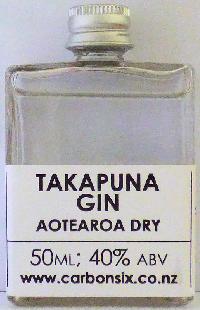 TAKAPUNA
GIN
AOTEAROA DRY
50ML; 40% ABV
www.carbonsix.co.nz